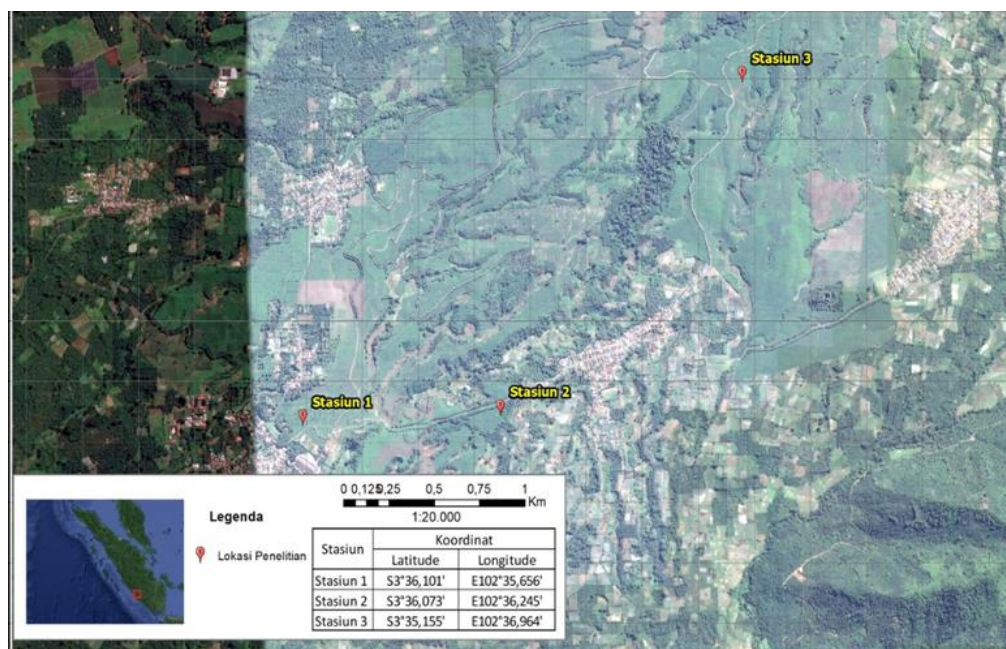 Stasiun 3
Stasiun 1
Stasiun 2
0 0,125 0,25 0,5 0,75 1
Km
1:20.000
Legenda
Lokasi Penelitian
Stasiun Koordinat
Latitude Longitude
Stasiun 1 S3°36,101' E102°35,656'
Stasiun 2 S3°36,073' E102°36,245'
Stasiun 3 S3°35,155' E102°36,964'